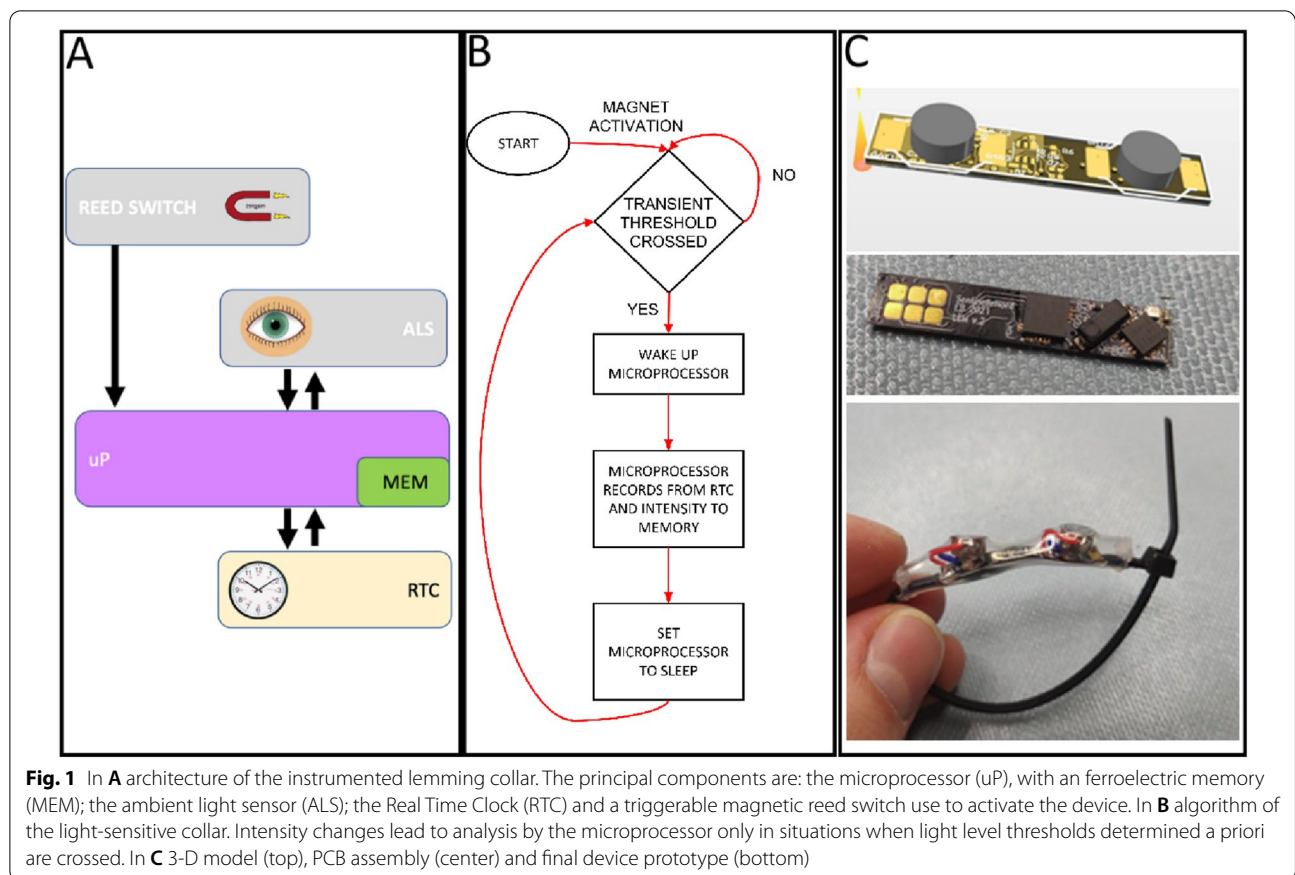 A
REED SWITCH
ALS
uP
MEM
RTC
B
START
MAGNET
ACTIVATION
NO
TRANSIENT
THRESHOLD
CROSSED
YES
WAKE UP
MICROPROCESSOR
MICROPROCESSOR
RECORDS FROM RTC
AND INTENSITY TO
MEMORY
SET
MICROPROCESSOR
TO SLEEP
C
Fig. 1 In A architecture of the instrumented lemming collar. The principal components are: the microprocessor (uP), with an ferroelectric memory
(MEM); the ambient light sensor (ALS); the Real Time Clock (RTC) and a triggerable magnetic reed switch use to activate the device. In B algorithm of
the light-sensitive collar. Intensity changes lead to analysis by the microprocessor only in situations when light level thresholds determined a priori
are crossed. In C 3-D model (top), PCB assembly (center) and final device prototype (bottom)